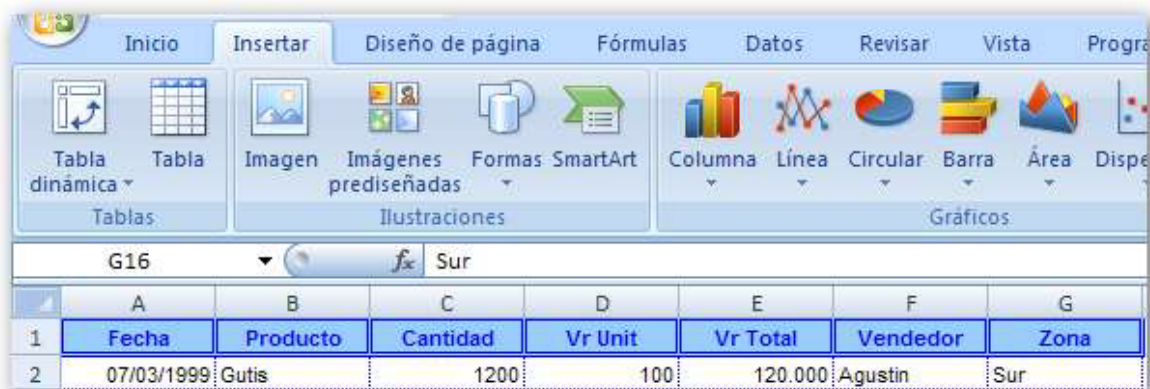 Inicio Insertar Diseño de página Fórmulas Datos Revisar Vista
Tabla dinámica Tabla Imagen Imágenes prediseñadas Formas SmartArt Columna Línea Circular Barra Área
Tablas Ilustraciones Gráficos
G16 fx Sur
A B C D E F G
1 Fecha Producto Cantidad Vr Unit Vr Total Vendedor Zona
2 07/03/1999 Gutis 1200 100 120.000 Agustin Sur